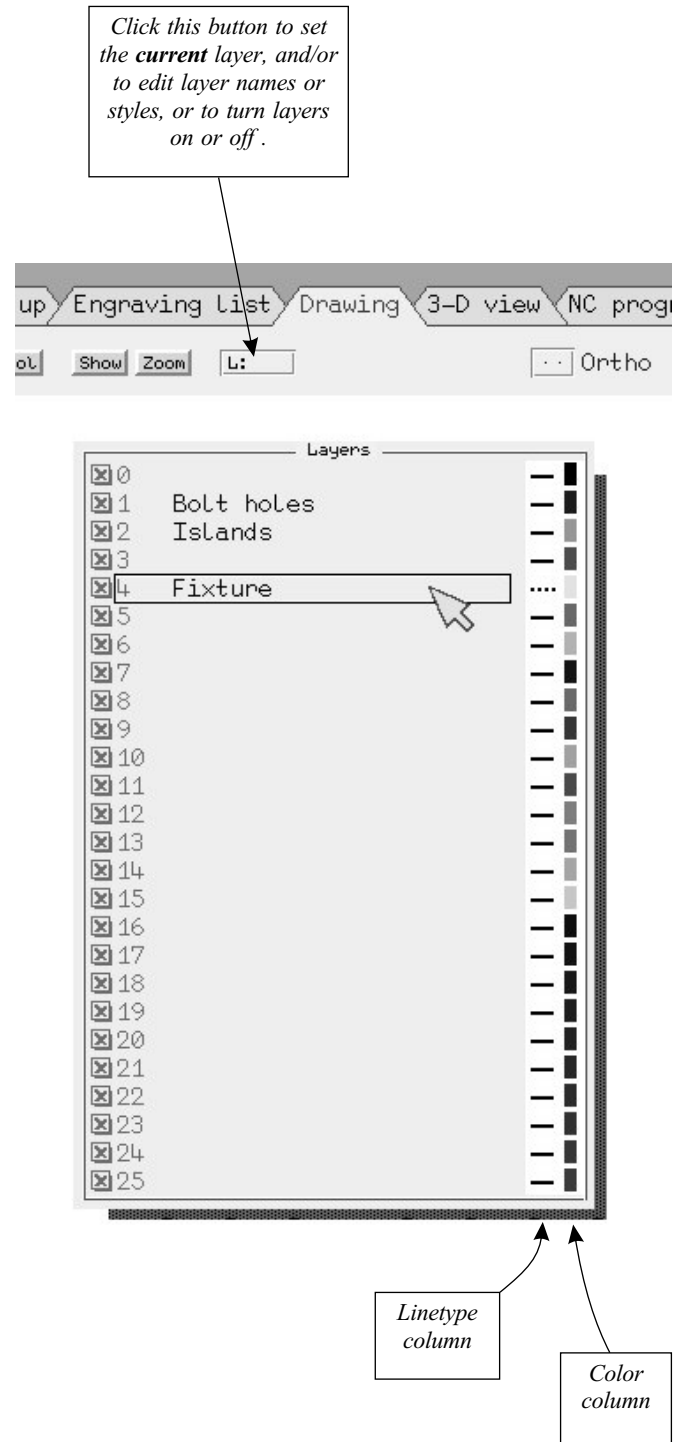 Click this button to set
the current layer, and/or
to edit layer names or
styles, or to turn layers
on or off .
up Engraving list Drawing 3-D view NC progr
ol Show Zoom L: Ortho
Layers
0
1 Bolt holes
2 Islands
3
4 Fixture
5
6
7
8
9
10
11
12
13
14
15
16
17
18
19
20
21
22
23
24
25
Linetype
column
Color
column